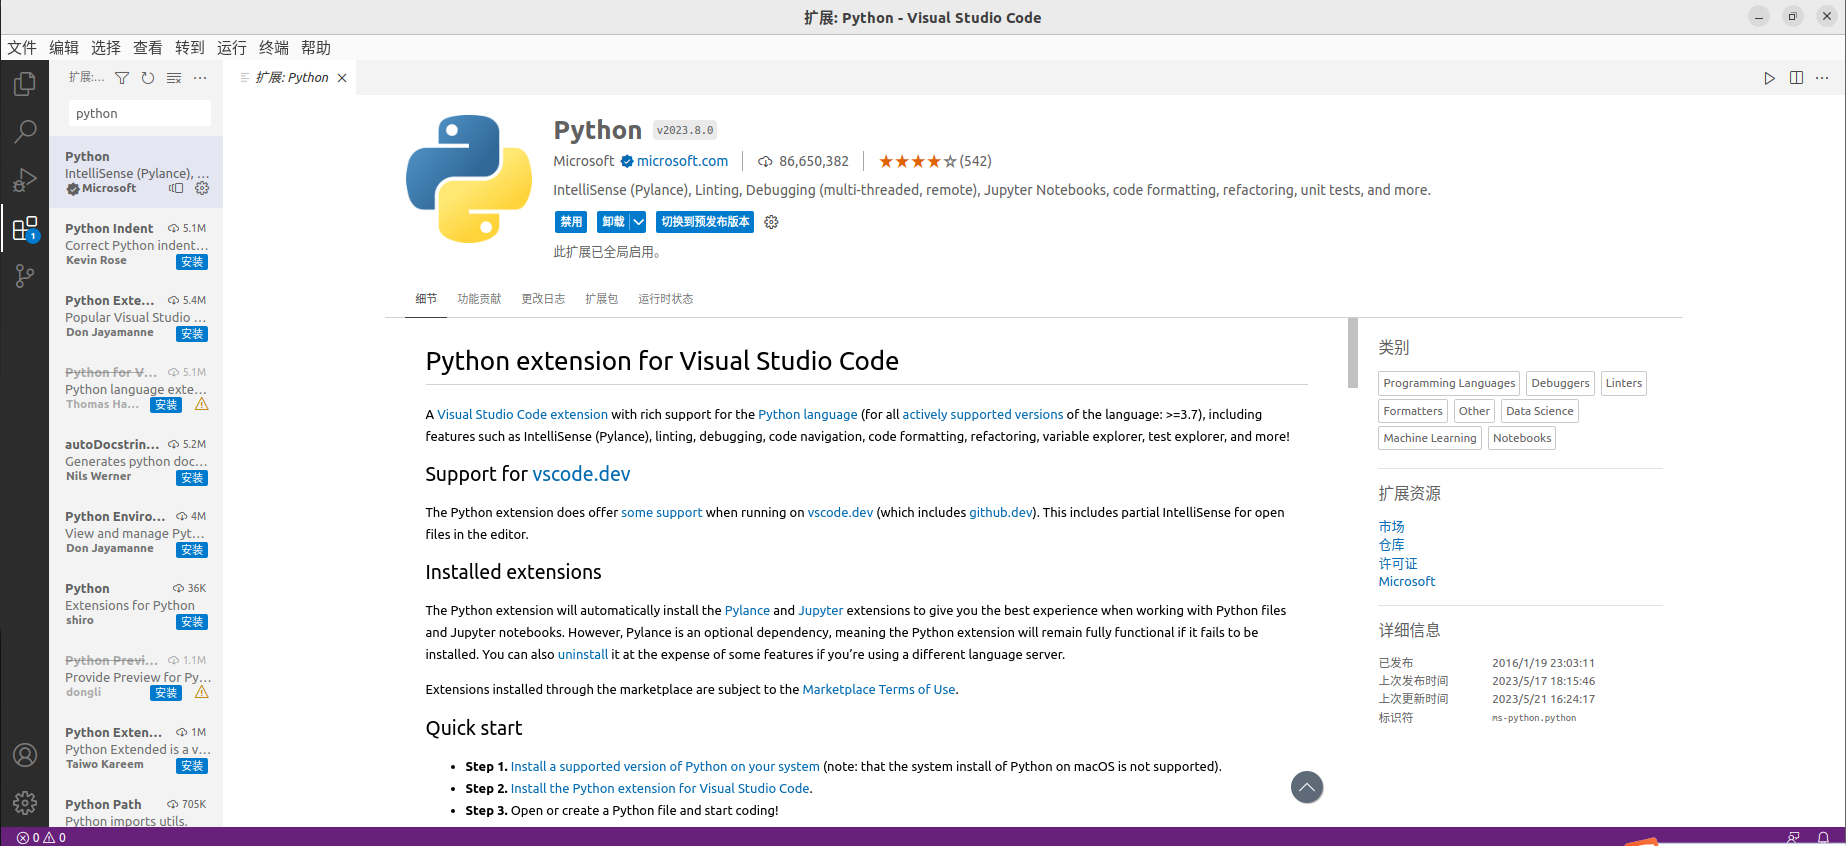 扩展: Python - Visual Studio Code
文件 编辑 选择 查看 转到 运行 终端 帮助
扩展:...
扩展: Python
python
Python
IntelliSense (Pylance), ...
Microsoft
Python Indent 5.1M
Correct Python indent...
Kevin Rose 安装
Python Exte... 5.4M
Popular Visual Studio ...
Don Jayamanne 安装
Python for V... 5.1M
Python language exte...
Thomas Ha... 安装
autoDocstrin... 5.2M
Generates python doc...
Nils Werner 安装
Python Enviro... 4M
View and manage Pyt...
Don Jayamanne 安装
Python 36K
Extensions for Python
shiro 安装
Python Previ... 1.1M
Provide Preview for Py...
dongli 安装
Python Exten... 1M
Python Extended is a v...
Taiwo Kareem 安装
Python Path 705K
Python imports utils.
1
Python v2023.8.0
Microsoft microsoft.com 86,650,382 (542)
IntelliSense (Pylance), Linting, Debugging (multi-threaded, remote), Jupyter Notebooks, code formatting, refactoring, unit tests, and more.
禁用 卸载 切换到预发布版本
此扩展已全局启用。
细节 功能贡献 更改日志 扩展包 运行时状态
Python extension for Visual Studio Code
A Visual Studio Code extension with rich support for the Python language (for all actively supported versions of the language: >=3.7), including
features such as IntelliSense (Pylance), linting, debugging, code navigation, code formatting, refactoring, variable explorer, test explorer, and more!
Support for vscode.dev
The Python extension does offer some support when running on vscode.dev (which includes github.dev). This includes partial IntelliSense for open
files in the editor.
Installed extensions
The Python extension will automatically install the Pylance and Jupyter extensions to give you the best experience when working with Python files
and Jupyter notebooks. However, Pylance is an optional dependency, meaning the Python extension will remain fully functional if it fails to be
installed. You can also uninstall it at the expense of some features if you’re using a different language server.
Extensions installed through the marketplace are subject to the Marketplace Terms of Use.
Quick start
• Step 1. Install a supported version of Python on your system (note: that the system install of Python on macOS is not supported).
• Step 2. Install the Python extension for Visual Studio Code.
• Step 3. Open or create a Python file and start coding!
类别
Programming Languages Debuggers Linters
Formatters Other Data Science
Machine Learning Notebooks
扩展资源
市场
仓库
许可证
Microsoft
详细信息
已发布 2016/1/19 23:03:11
上次发布时间 2023/5/17 18:15:46
上次更新时间 2023/5/21 16:24:17
标识符 ms-python.python
0 0